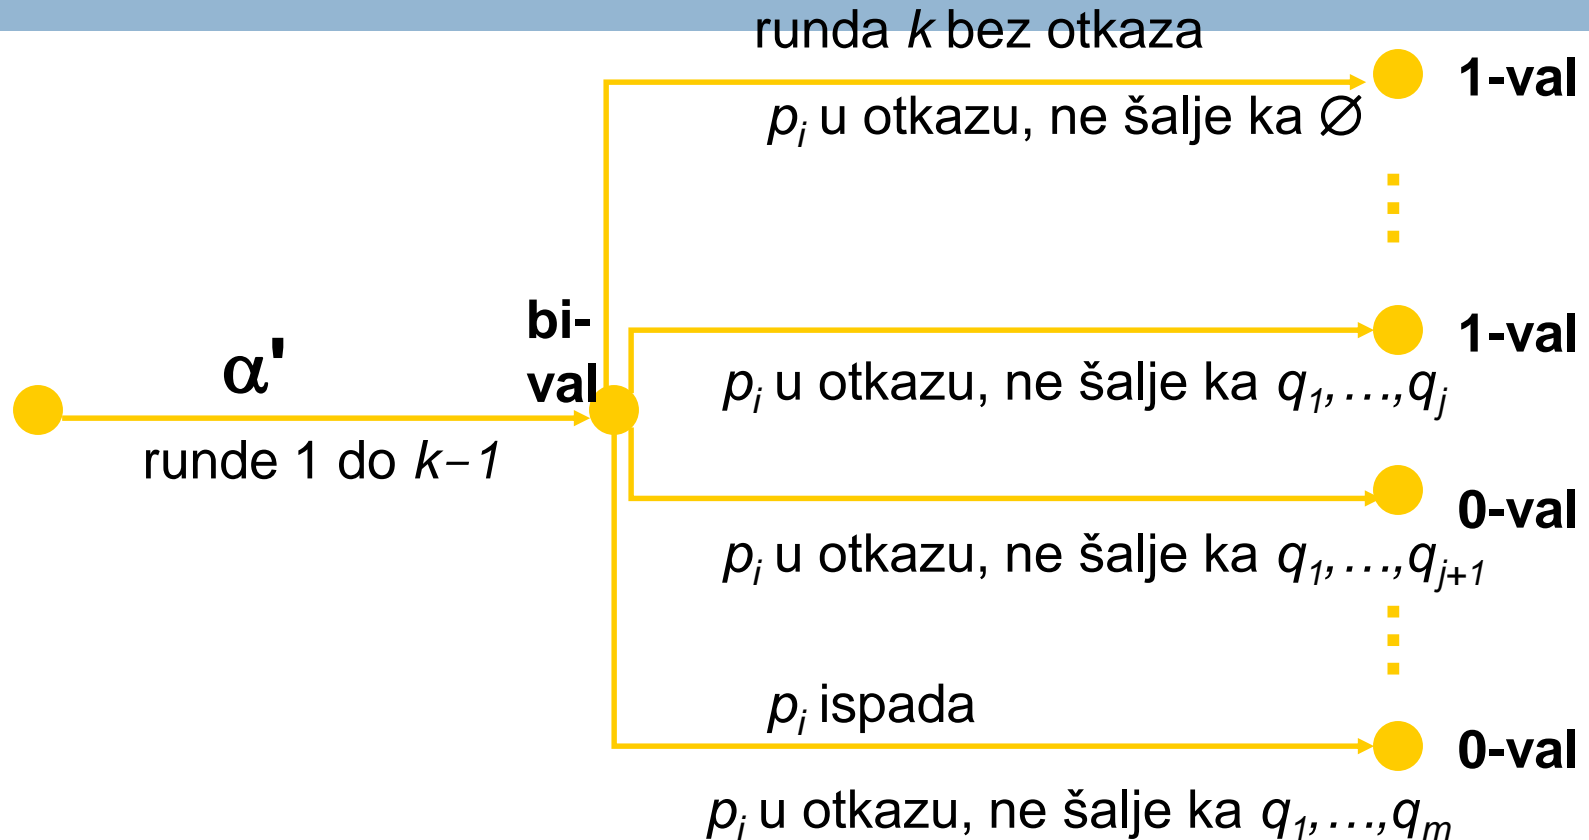 runda k bez otkaza
1-val
pᵢ u otkazu, ne šalje ka ∅
bi-
val
1-val
α'
pᵢ u otkazu, ne šalje ka q₁,…,qⱼ
runde 1 do k−1
0-val
pᵢ u otkazu, ne šalje ka q₁,…,qⱼ₊₁
pᵢ ispada
0-val
pᵢ u otkazu, ne šalje ka q₁,…,qₘ